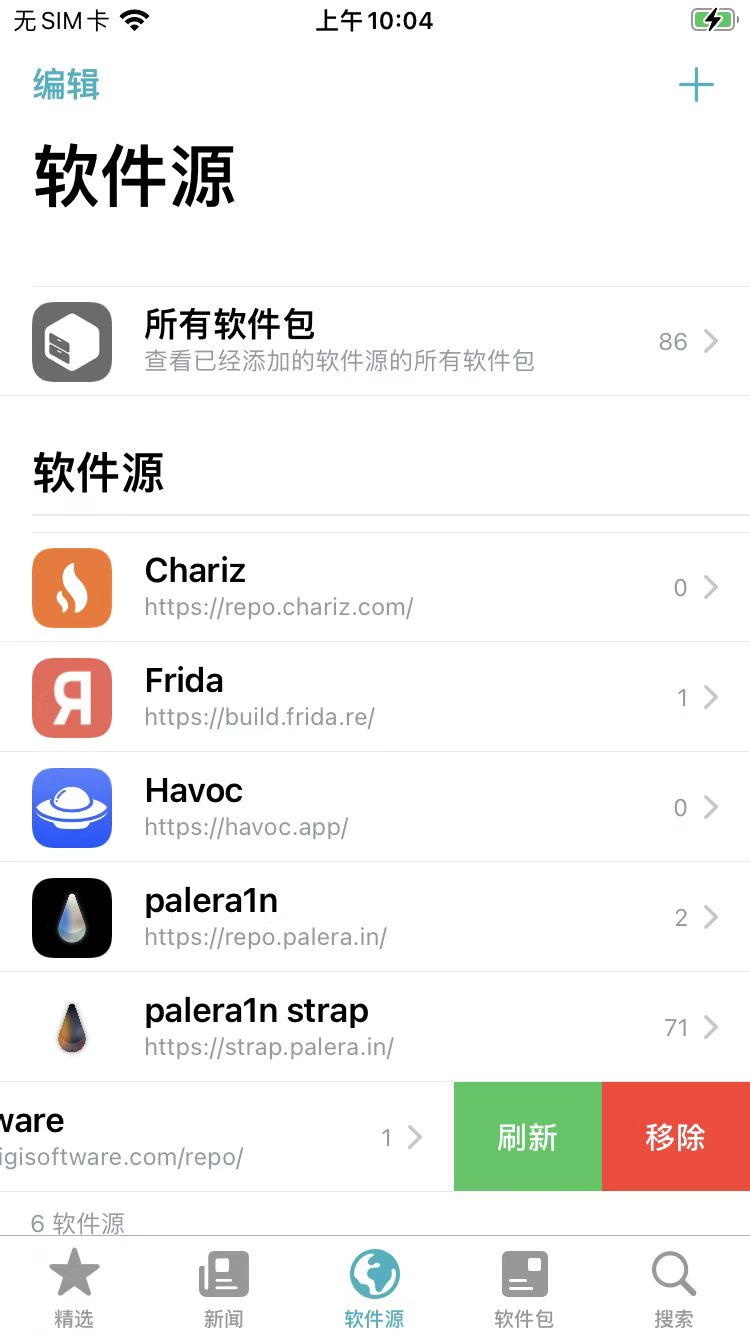 无SIM卡 上午10:04
编辑
软件源
所有软件包
查看已经添加的软件源的所有软件包
86
软件源
Chariz
https://repo.chariz.com/
0
Frida
https://build.frida.re/
1
Havoc
https://havoc.app/
0
palera1n
https://repo.palera.in/
2
palera1n strap
https://strap.palera.in/
71
ware
igisoftware.com/repo/
1
刷新
移除
6 软件源
精选 新闻 软件源 软件包 搜索